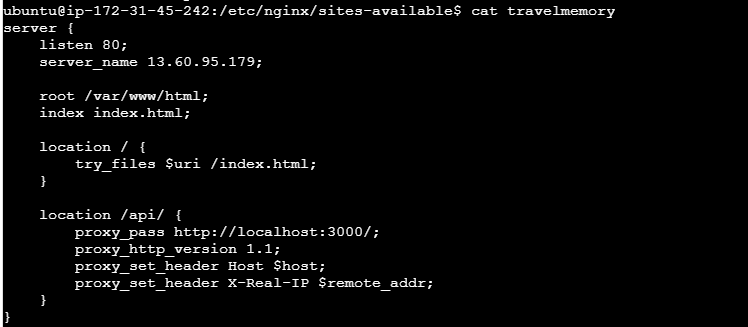 ubuntu@ip-172-31-45-242:/etc/nginx/sites-available$ cat travelmemory
server {
    listen 80;
    server_name 13.60.95.179;

    root /var/www/html;
    index index.html;

    location / {
        try_files $uri /index.html;
    }

    location /api/ {
        proxy_pass http://localhost:3000/;
        proxy_http_version 1.1;
        proxy_set_header Host $host;
        proxy_set_header X-Real-IP $remote_addr;
    }
}